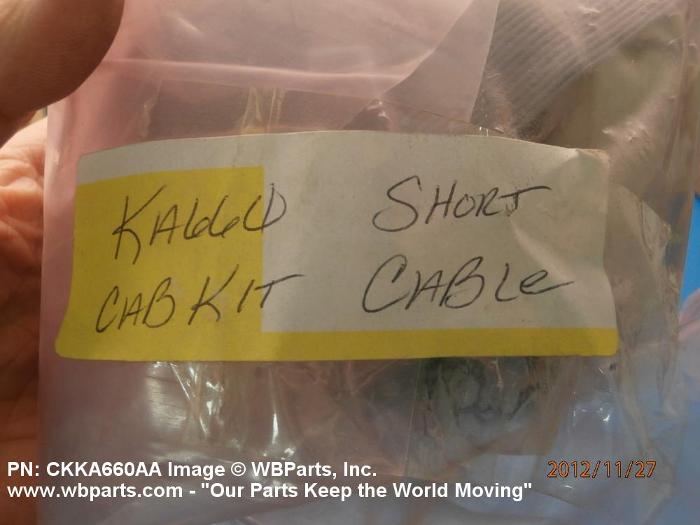 KA660 SHORT
CAB KIT CABLe
PN: CKKA660AA Image © WBParts, Inc.
2012/11/27
www.wbparts.com - "Our Parts Keep the World Moving"